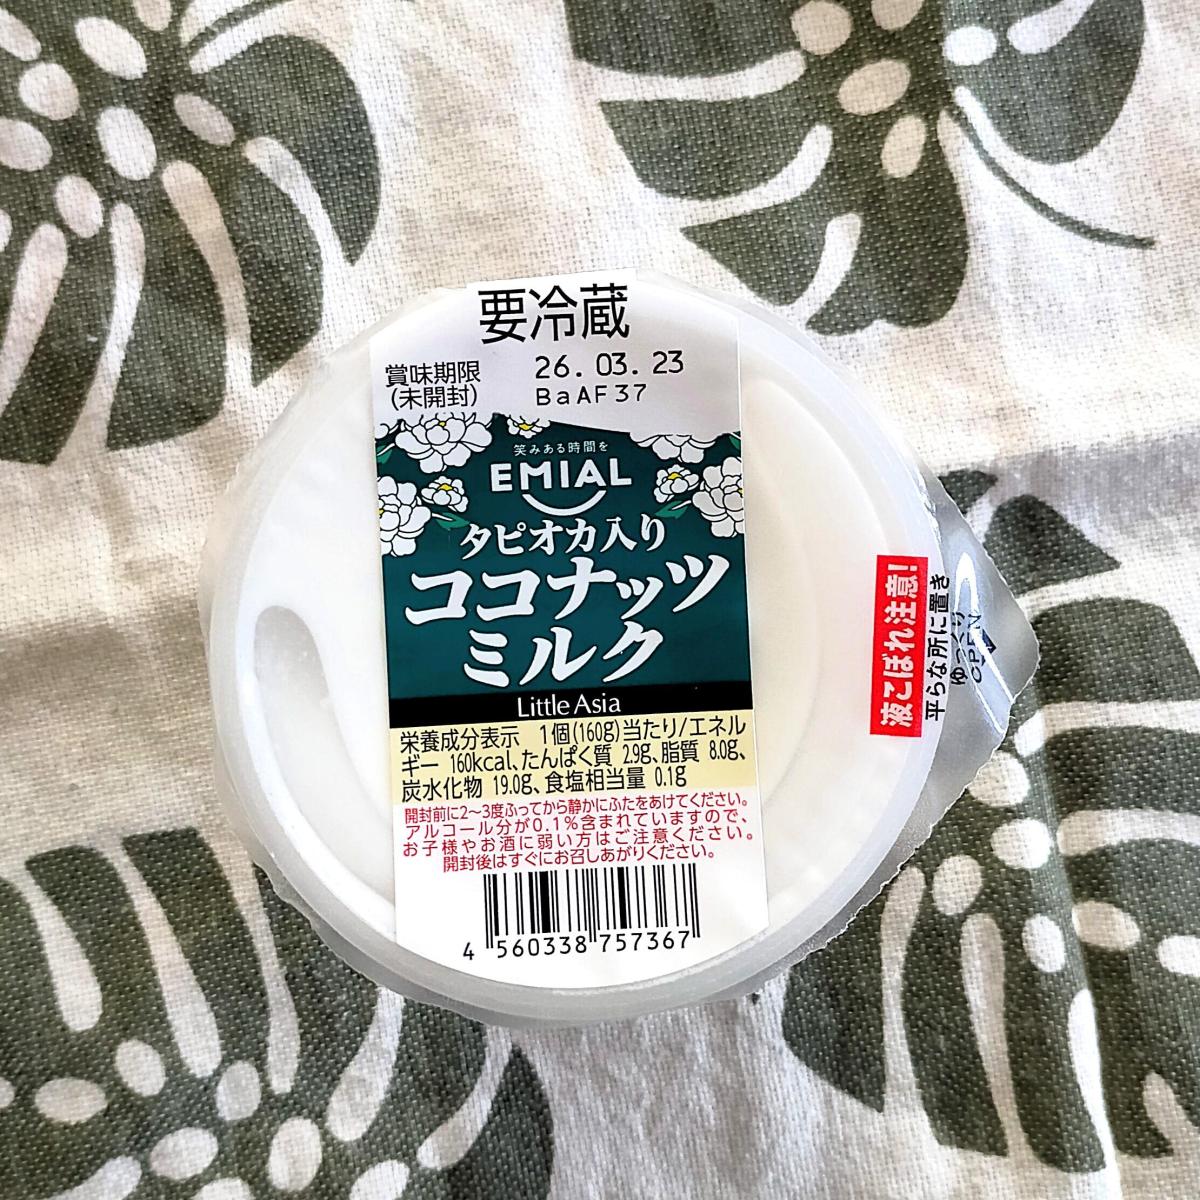 要冷蔵
賞味期限 26.03.23
(未開封) BaAF37
笑みある時間を
EMIAL
タピオカ入り
ココナッツ
ミルク
Little Asia
栄養成分表示 1個(160g)当たり/エネル
ギー 160kcal、たんぱく質 2.9g、脂質 8.0g、
炭水化物 19.0g、食塩相当量 0.1g
開封前に2〜3度ふってから静かにふたをあけてください。
アルコール分が0.1%含まれていますので、
お子様やお酒に弱い方はご注意ください。
開封後はすぐにお召しあがりください。
4 560338 757367
液こぼれ注意!
平らな所に置き
ゆっくり
OPEN